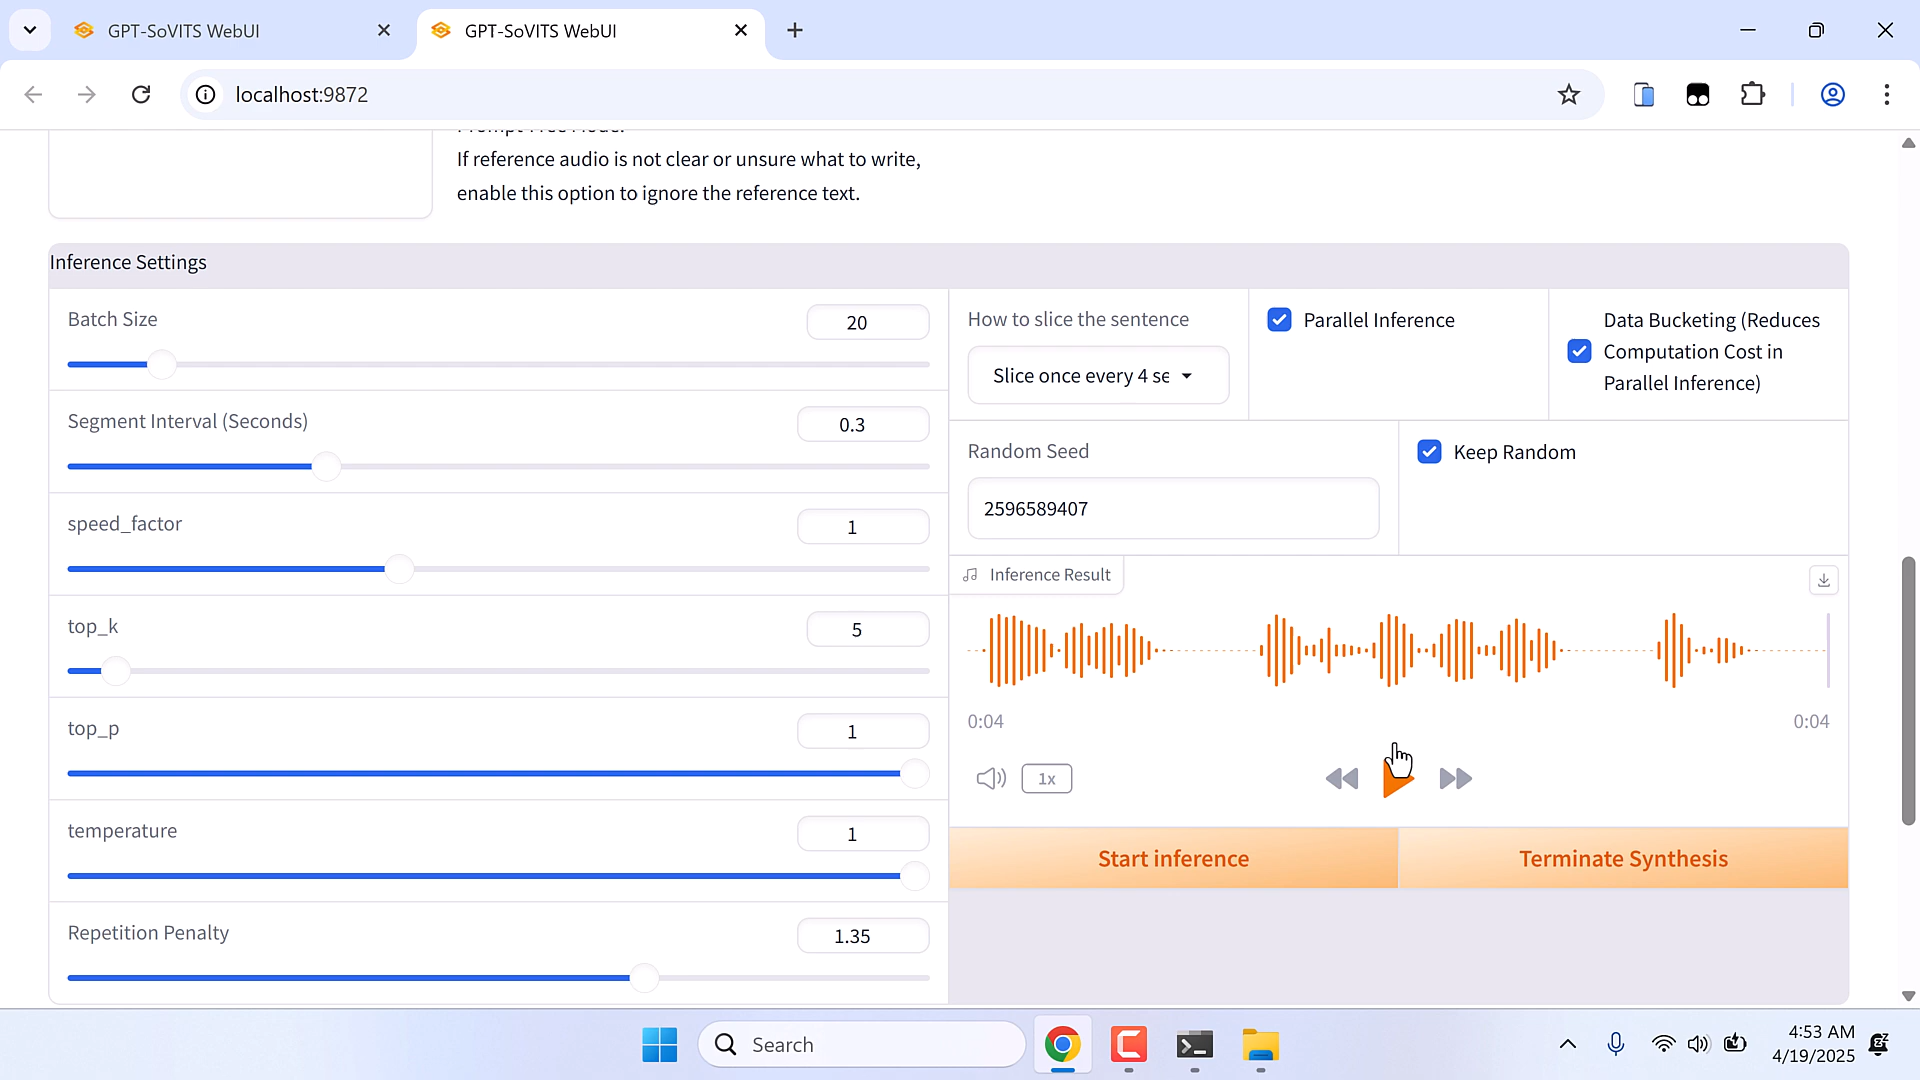 GPT-SoVITS WebUI
GPT-SoVITS WebUI
localhost:9872
Prompt Free Mode.
If reference audio is not clear or unsure what to write,
enable this option to ignore the reference text.
Inference Settings
Batch Size
20
Segment Interval (Seconds)
0.3
speed_factor
1
top_k
5
top_p
1
temperature
1
Repetition Penalty
1.35
How to slice the sentence
Slice once every 4 se
Parallel Inference
Data Bucketing (Reduces
Computation Cost in
Parallel Inference)
Random Seed
2596589407
Keep Random
Inference Result
0:04
0:04
1x
Start inference
Terminate Synthesis
Search
4:53 AM
4/19/2025